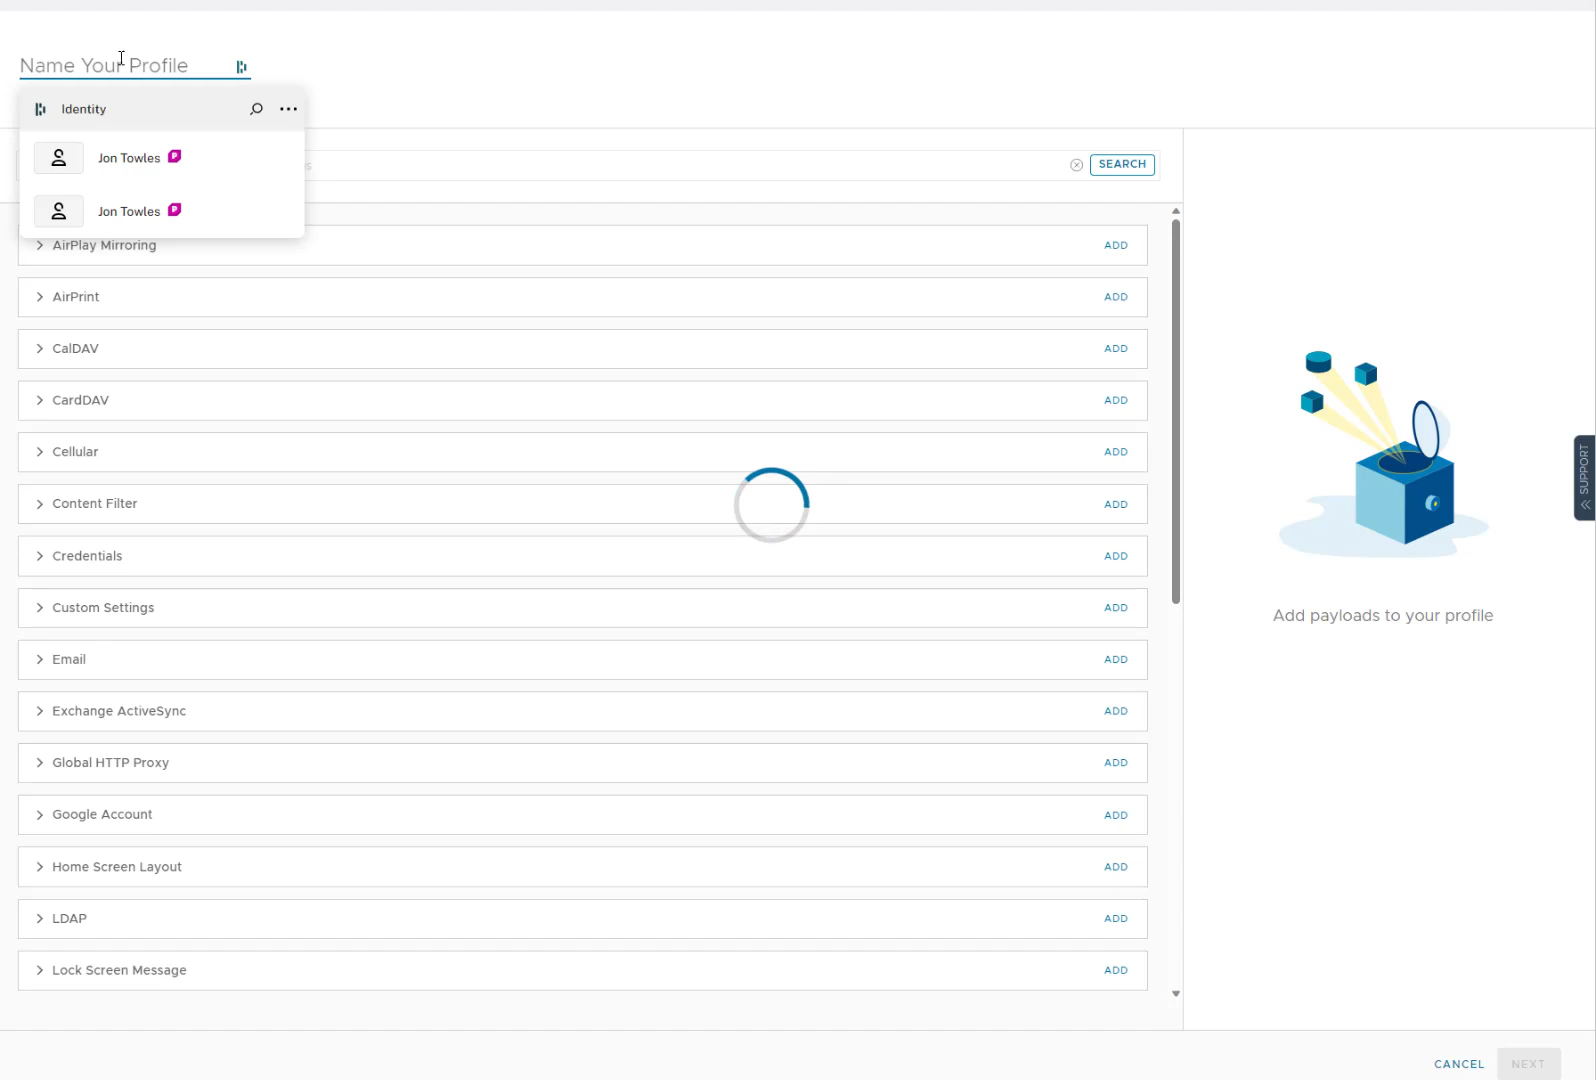 Name Your Profile
Identity
Jon Towles
Jon Towles
SEARCH
AirPlay Mirroring ADD
AirPrint ADD
CalDAV ADD
CardDAV ADD
Cellular ADD
Content Filter ADD
Credentials ADD
Custom Settings ADD
Email ADD
Exchange ActiveSync ADD
Global HTTP Proxy ADD
Google Account ADD
Home Screen Layout ADD
LDAP ADD
Lock Screen Message ADD
Add payloads to your profile
SUPPORT
CANCEL NEXT